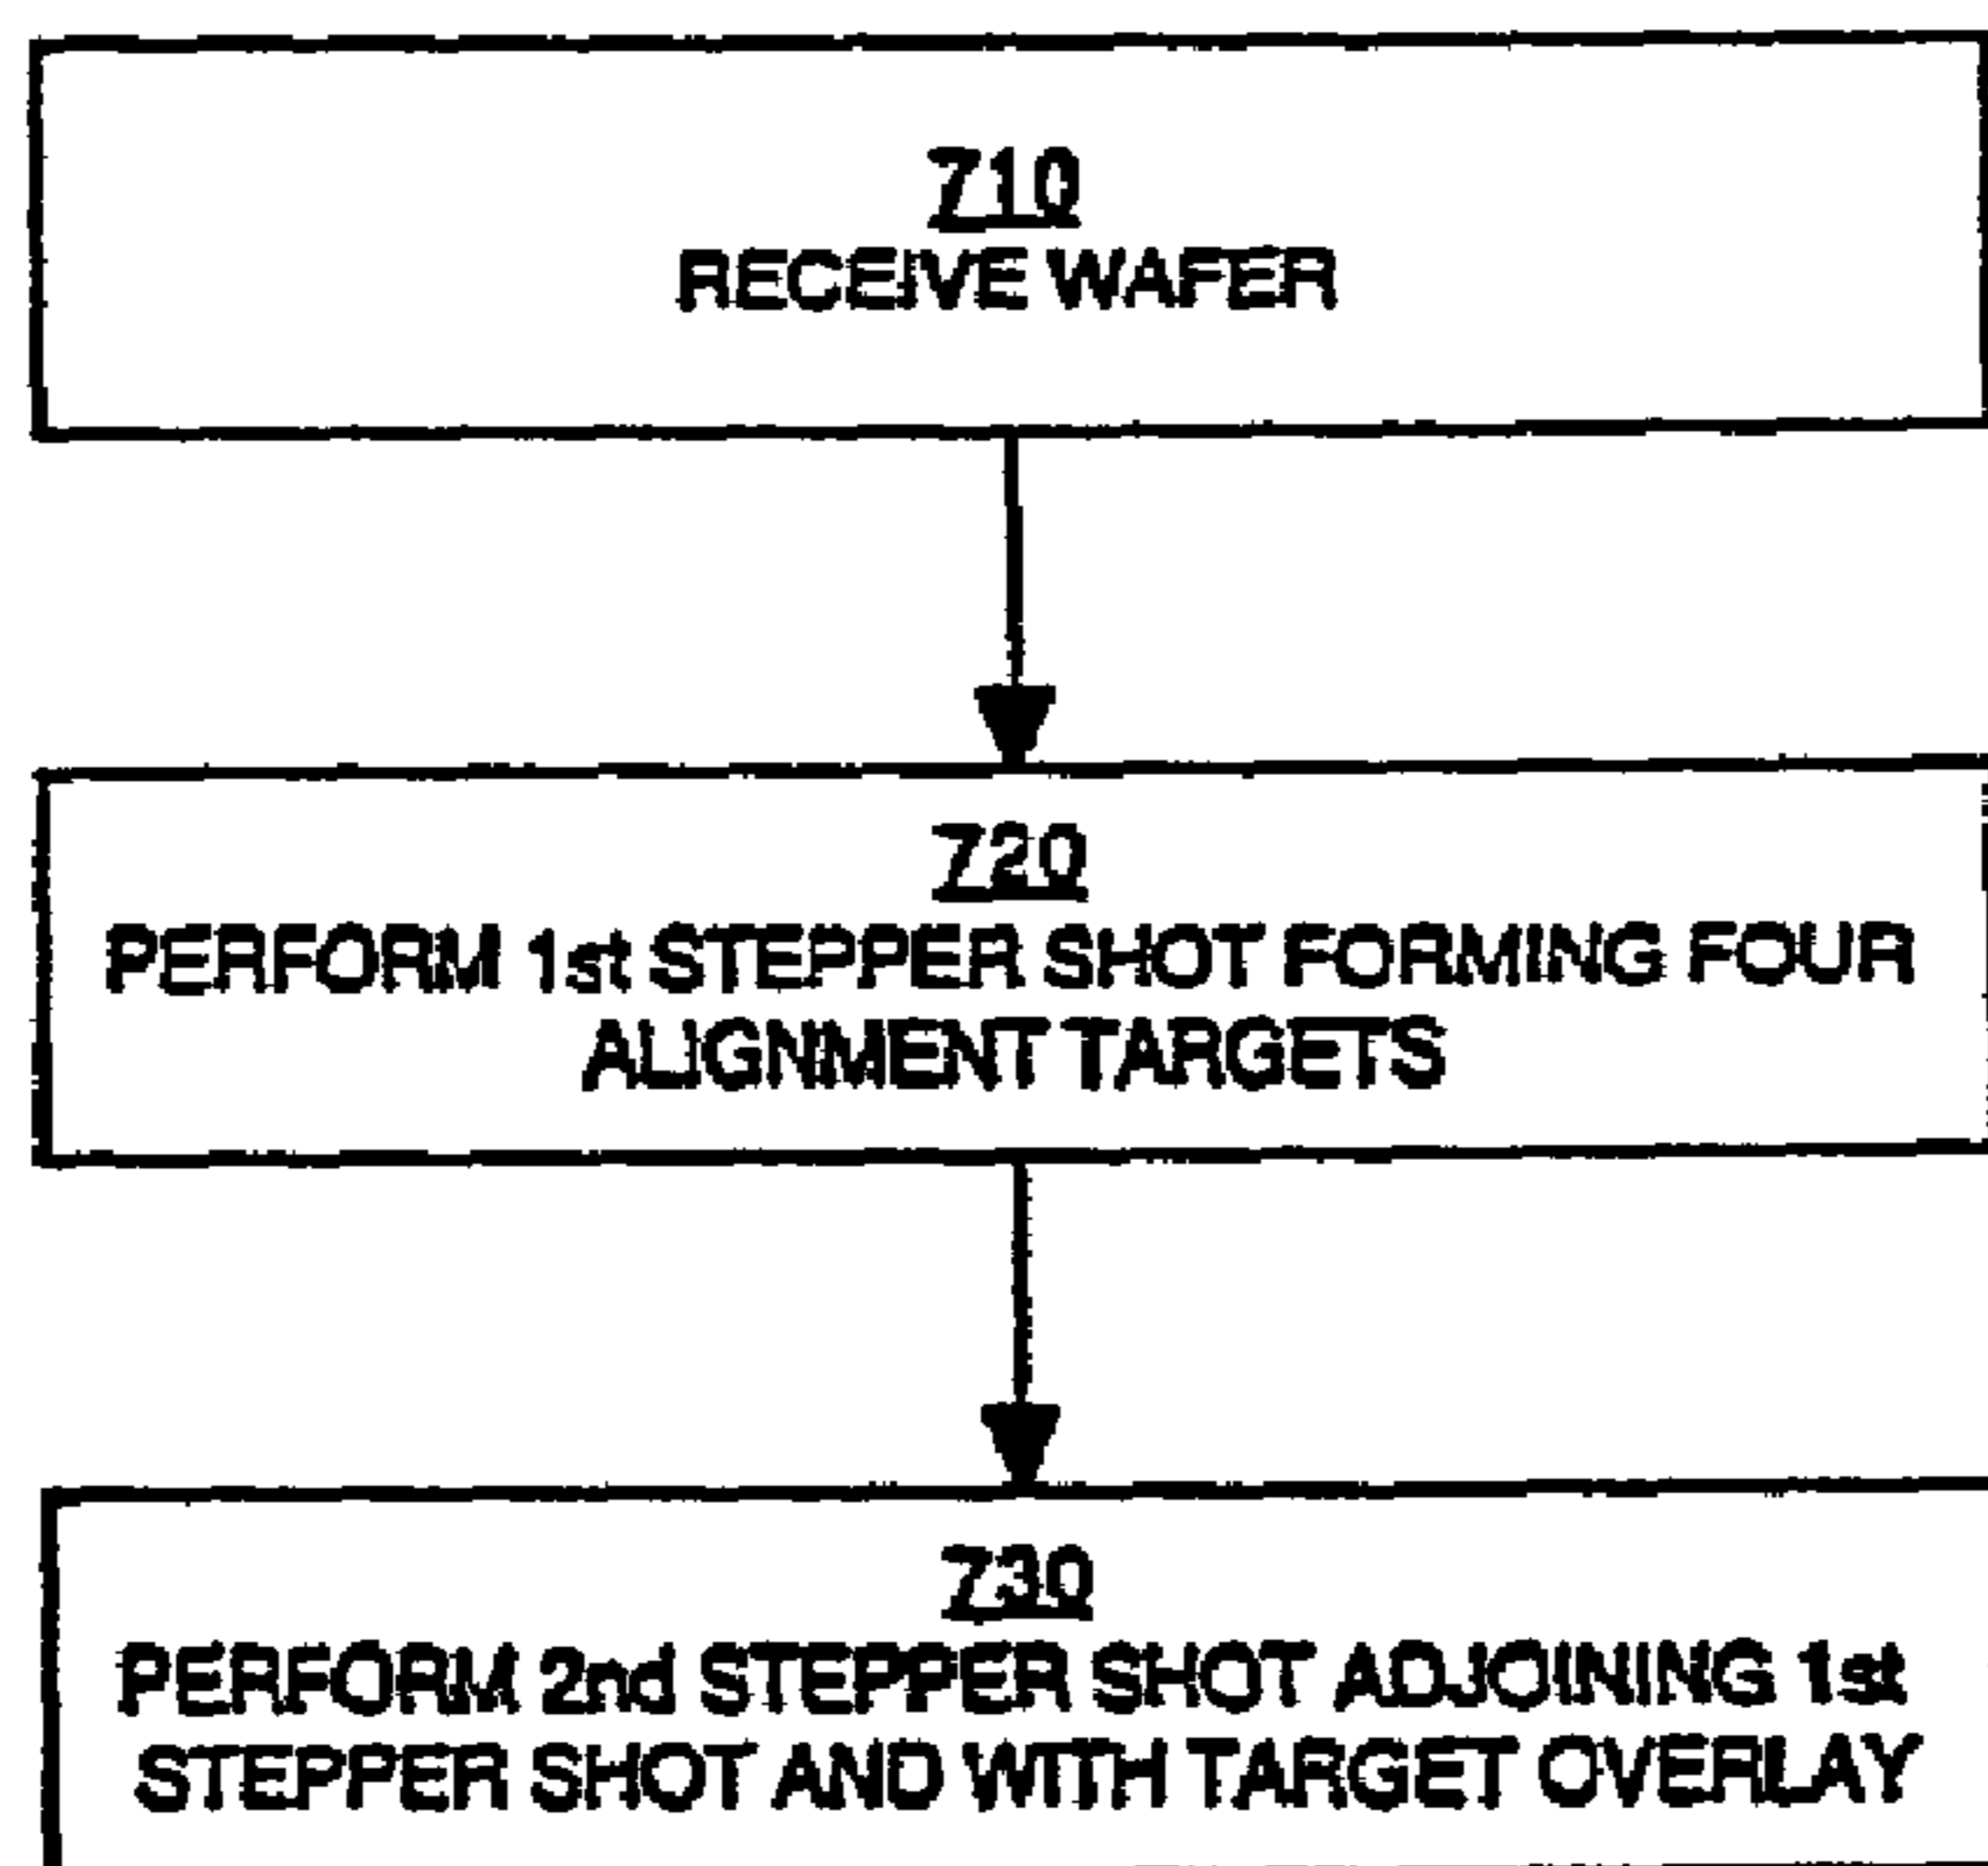 710
RECEIVE WAFER
720
PERFORM 1st STEPPER SHOT FORMING FOUR
ALIGNMENT TARGETS
730
PERFORM 2nd STEPPER SHOT ADJOINING 1st
STEPPER SHOT AND WITH TARGET OVERLAY